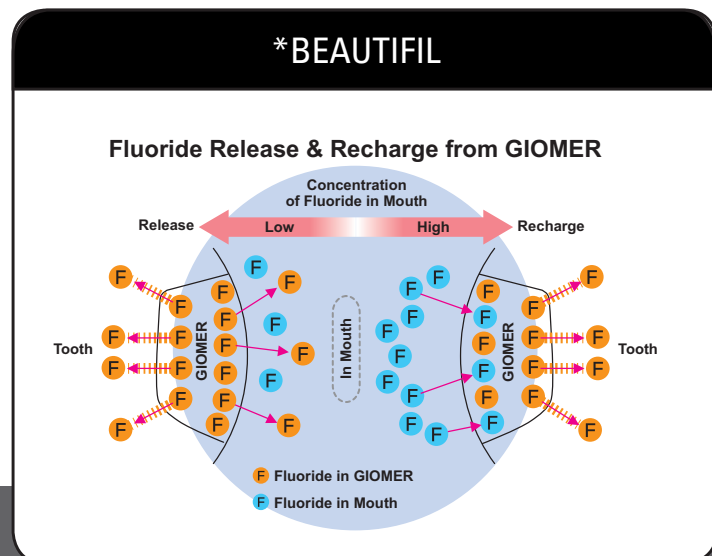 *BEAUTIFIL
Fluoride Release & Recharge from GIOMER
Concentration
of Fluoride in Mouth
Release
Low
High
Recharge
F F F F F F F F F F F F F F F F F F
F F F F F F F F F F F F F F F F F F F F F F F
Tooth
GIOMER
In Mouth
GIOMER
Tooth
F Fluoride in GIOMER
F Fluoride in Mouth